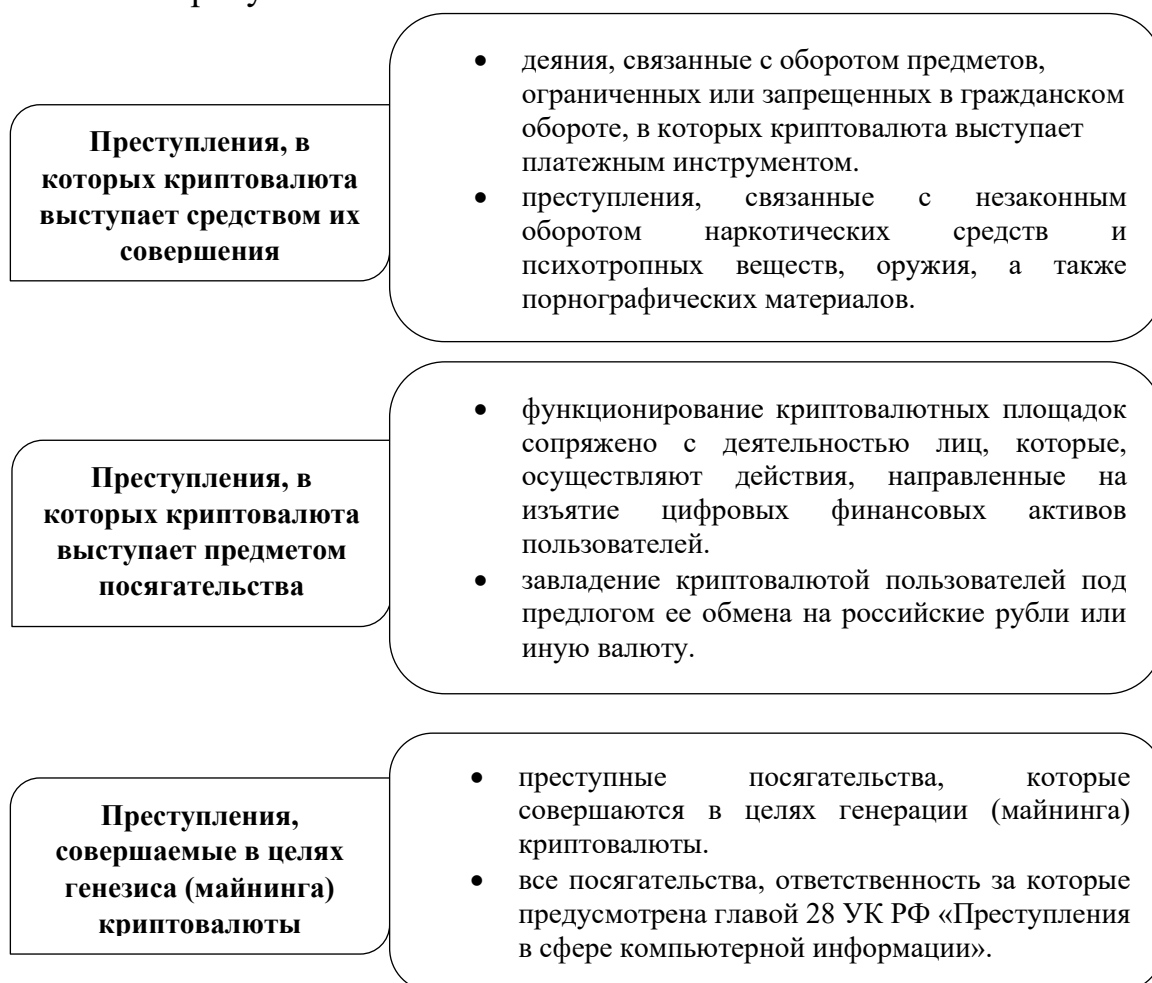 Преступления, в
которых криптовалюта
выступает средством их
совершения
• деяния, связанные с оборотом предметов,
ограниченных или запрещенных в гражданском
обороте, в которых криптовалюта выступает
платежным инструментом.
• преступления, связанные с незаконным
оборотом наркотических средств и
психотропных веществ, оружия, а также
порнографических материалов.
Преступления, в
которых криптовалюта
выступает предметом
посягательства
• функционирование криптовалютных площадок
сопряжено с деятельностью лиц, которые,
осуществляют действия, направленные на
изъятие цифровых финансовых активов
пользователей.
• завладение криптовалютой пользователей под
предлогом ее обмена на российские рубли или
иную валюту.
Преступления,
совершаемые в целях
генезиса (майнинга)
криптовалюты
• преступные посягательства, которые
совершаются в целях генерации (майнинга)
криптовалюты.
• все посягательства, ответственность за которые
предусмотрена главой 28 УК РФ «Преступления
в сфере компьютерной информации».